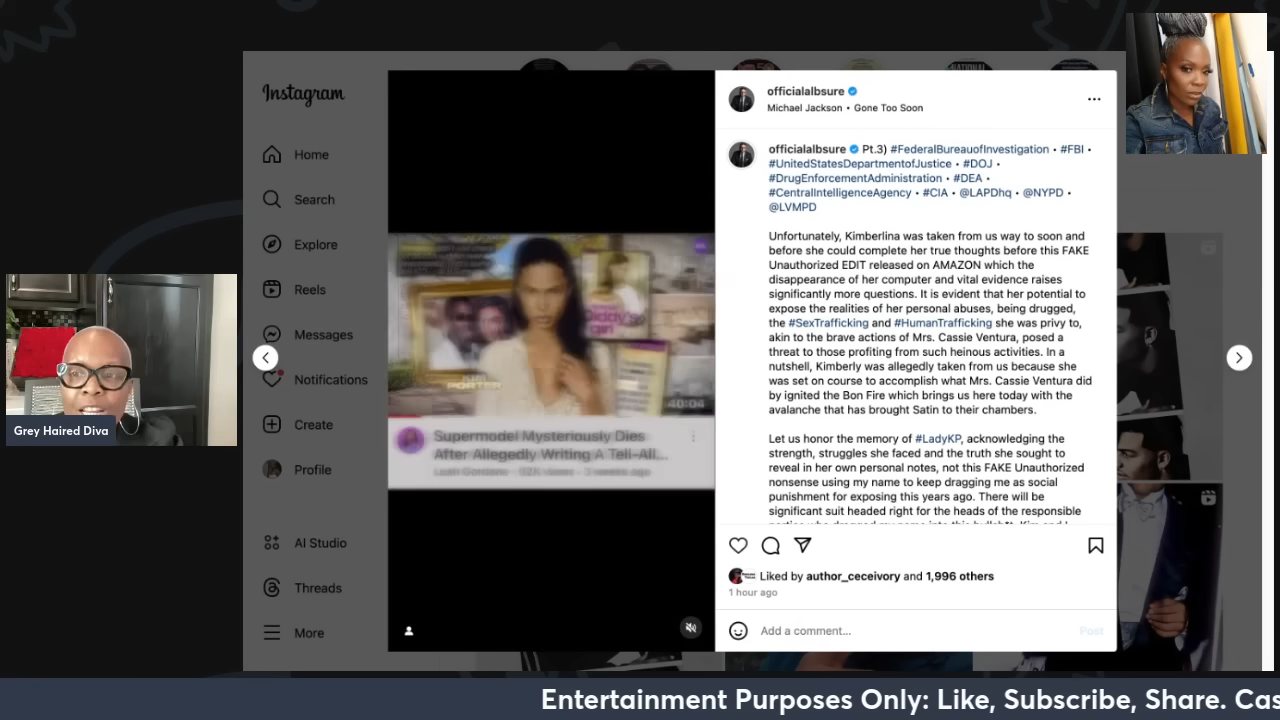 Instagram
Home
Search
Explore
Reels
Messages
Notifications
Create
Profile
AI Studio
Threads
More
Grey Haired Diva
Diddy's
girl
KIM
PORTER
40:04
Supermodel Mysteriously Dies
After Allegedly Writing A Tell-All...
3 weeks ago
officialalbsure
Michael Jackson • Gone Too Soon
officialalbsure Pt.3) #FederalBureauofInvestigation • #FBI •
#UnitedStatesDepartmentofJustice • #DOJ •
#DrugEnforcementAdministration • #DEA •
#CentralIntelligenceAgency • #CIA • @LAPDhq • @NYPD •
@LVMPD
Unfortunately, Kimberlina was taken from us way to soon and
before she could complete her true thoughts before this FAKE
Unauthorized EDIT released on AMAZON which the
disappearance of her computer and vital evidence raises
significantly more questions. It is evident that her potential to
expose the realities of her personal abuses, being drugged,
the #SexTrafficking and #HumanTrafficking she was privy to,
akin to the brave actions of Mrs. Cassie Ventura, posed a
threat to those profiting from such heinous activities. In a
nutshell, Kimberly was allegedly taken from us because she
was set on course to accomplish what Mrs. Cassie Ventura did
by ignited the Bon Fire which brings us here today with the
avalanche that has brought Satin to their chambers.
Let us honor the memory of #LadyKP, acknowledging the
strength, struggles she faced and the truth she sought to
reveal in her own personal notes, not this FAKE Unauthorized
nonsense using my name to keep dragging me as social
punishment for exposing this years ago. There will be
significant suit headed right for the heads of the responsible
Liked by author_ceceivory and 1,996 others
1 hour ago
Add a comment...
Post
Entertainment Purposes Only: Like, Subscribe, Share. Cas